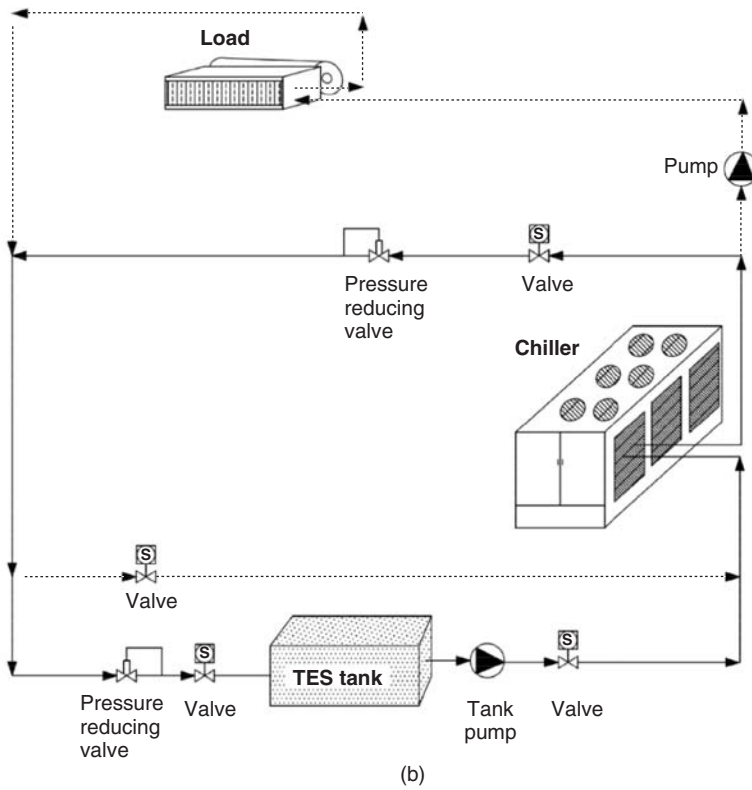 Load
Pump
S
Pressure
reducing
valve
Valve
Chiller
S
Valve
S
S
TES tank
Pressure
reducing
valve
Valve
Tank
pump
Valve
(b)